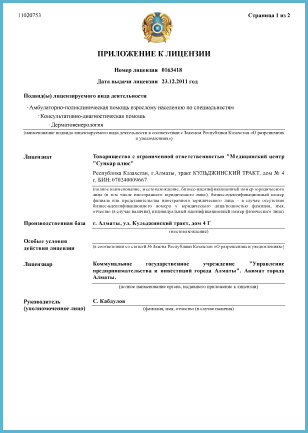 11020753
Страница 1 из 2
ПРИЛОЖЕНИЕ К ЛИЦЕНЗИИ
Номер лицензии 0163418
Дата выдачи лицензии 23.12.2011 год
Подвид(ы) лицензируемого вида деятельности
- Амбулаторно-поликлиническая помощь взрослому населению по специальностям
- Консультативно-диагностическая помощь
- Дерматовенерология
(наименование подвида лицензируемого вида деятельности в соответствии с Законом Республики Казахстан «О разрешениях и уведомлениях»)
Лицензиат
Товарищество с ограниченной ответственностью "Медицинский центр "Сункар плюс"
Республика Казахстан, г.Алматы, тракт КУЛЬДЖИНСКИЙ ТРАКТ, дом № 4 г, БИН: 070240009667
(полное наименование, местонахождение, бизнес-идентификационный номер юридического лица (в том числе иностранного юридического лица), бизнес-идентификационный номер филиала или представительства иностранного юридического лица – в случае отсутствия бизнес-идентификационного номера у юридического лица/полностью фамилия, имя, отчество (в случае наличия), индивидуальный идентификационный номер физического лица)
Производственная база
г. Алматы, ул. Кульджинский тракт, дом 4 Г
(местонахождение)
Особые условия
действия лицензии
(в соответствии со статьей 36 Закона Республики Казахстан «О разрешениях и уведомлениях»)
Лицензиар
Коммунальное государственное учреждение "Управление
предпринимательства и инвестиций города Алматы". Акимат города
Алматы.
(полное наименование органа, выдавшего приложение к лицензии)
Руководитель
(уполномоченное лицо)
С. Кабдулов
(фамилия, имя, отчество (в случае наличия)